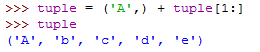 >>> tuple = ('A',) + tuple[1:]
>>> tuple
('A', 'b', 'c', 'd', 'e')